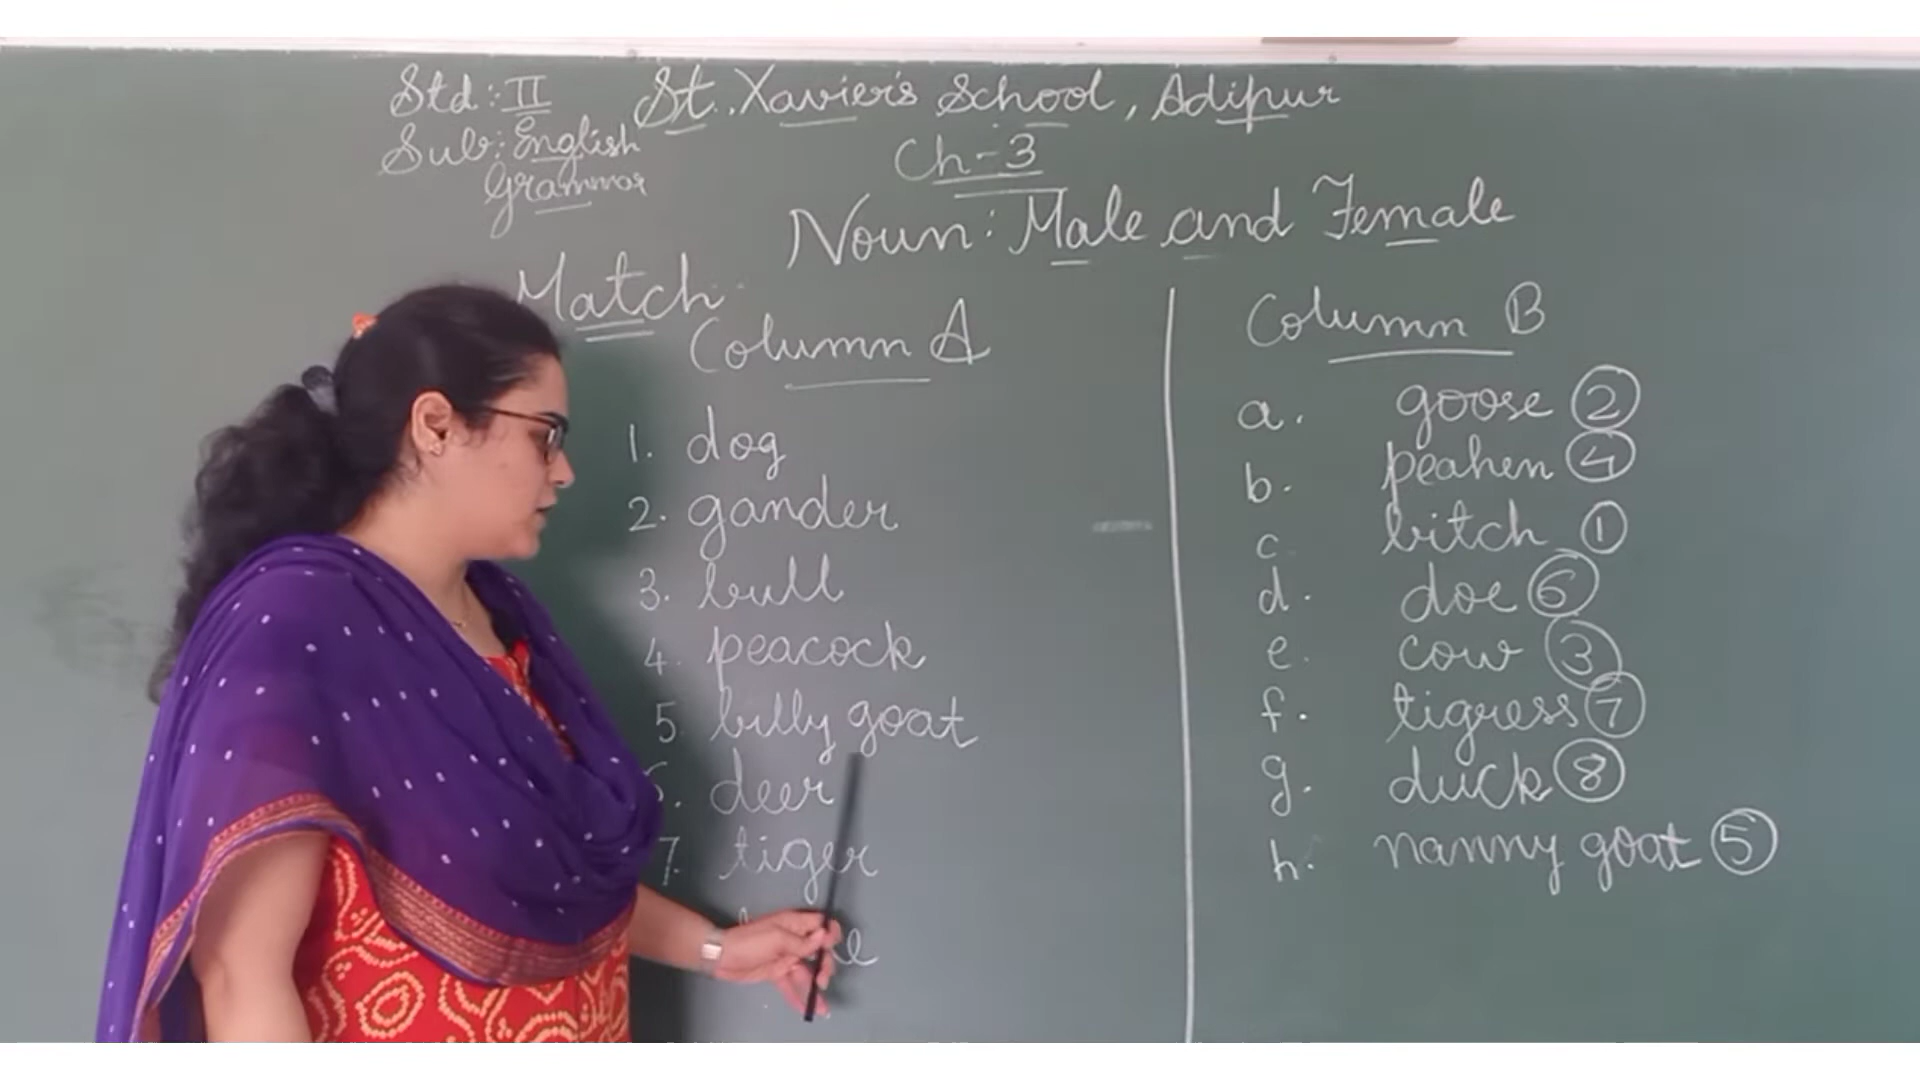 Std: II St. Xavier's School, Adipur
Sub: English
Grammar
Ch-3
Noun: Male and Female
Match
Column A
1. dog
2. gander
3. bull
4. peacock
5 billy goat
6. deer
7. tiger
Column B
a. goose 2
b. peahen 4
c bitch 1
d. doe 6
e. cow 3
f. tigress 7
g. duck 8
h. nanny goat 5